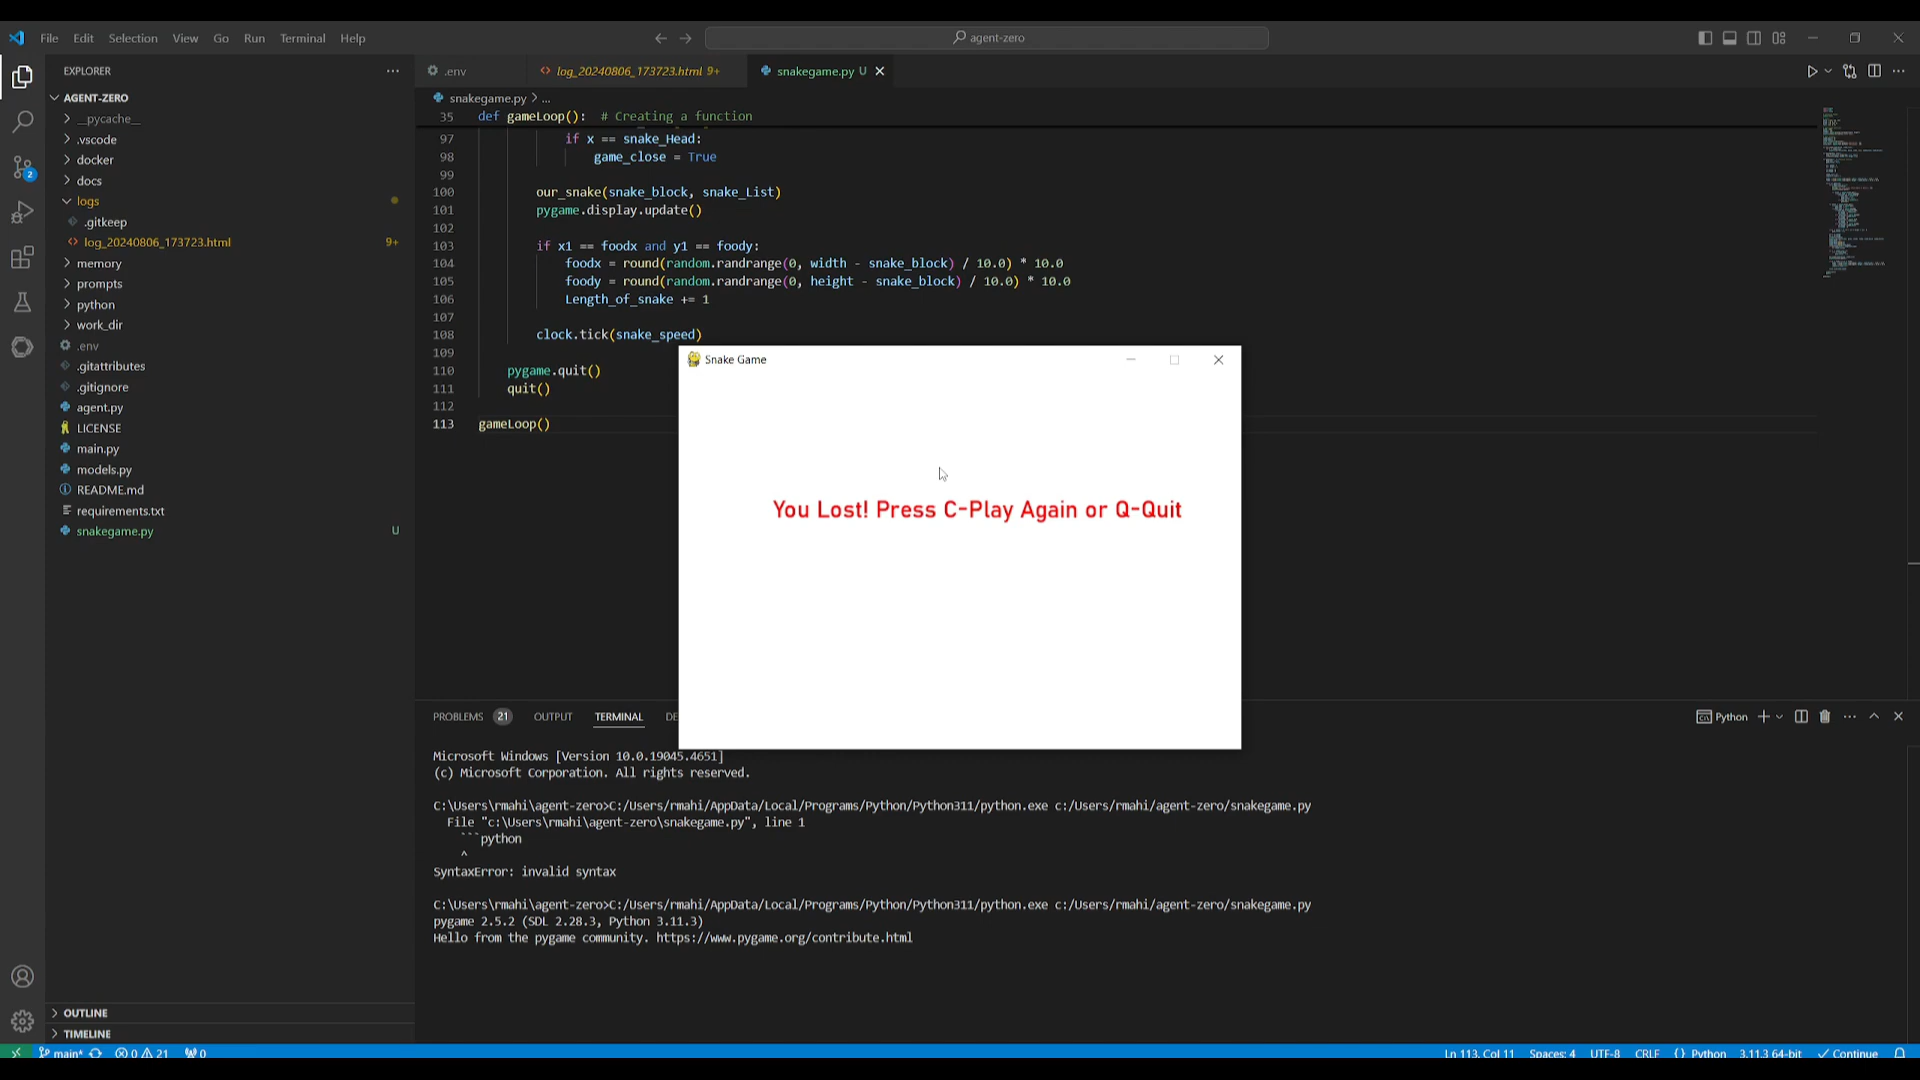 File Edit Selection View Go Run Terminal Help
agent-zero
EXPLORER
AGENT-ZERO
__pycache__
.vscode
docker
docs
logs
.gitkeep
log_20240806_173723.html 9+
memory
prompts
python
work_dir
.env
.gitattributes
.gitignore
agent.py
LICENSE
main.py
models.py
README.md
requirements.txt
snakegame.py U
OUTLINE
TIMELINE
.env
log_20240806_173723.html 9+
snakegame.py U
snakegame.py > ...
35 def gameLoop(): # Creating a function
97 if x == snake_Head:
98 game_close = True
99
100 our_snake(snake_block, snake_List)
101 pygame.display.update()
102
103 if x1 == foodx and y1 == foody:
104 foodx = round(random.randrange(0, width - snake_block) / 10.0) * 10.0
105 foody = round(random.randrange(0, height - snake_block) / 10.0) * 10.0
106 Length_of_snake += 1
107
108 clock.tick(snake_speed)
109
110 pygame.quit()
111 quit()
112
113 gameLoop()
Snake Game
You Lost! Press C-Play Again or Q-Quit
PROBLEMS 21 OUTPUT TERMINAL DE
Python
Microsoft Windows [Version 10.0.19045.4651]
(c) Microsoft Corporation. All rights reserved.
C:\Users\rmahi\agent-zero>C:/Users/rmahi/AppData/Local/Programs/Python/Python311/python.exe c:/Users/rmahi/agent-zero/snakegame.py
File "c:\Users\rmahi\agent-zero\snakegame.py", line 1
```python
^
SyntaxError: invalid syntax
C:\Users\rmahi\agent-zero>C:/Users/rmahi/AppData/Local/Programs/Python/Python311/python.exe c:/Users/rmahi/agent-zero/snakegame.py
pygame 2.5.2 (SDL 2.28.3, Python 3.11.3)
Hello from the pygame community. https://www.pygame.org/contribute.html
2
main* 0 21 0
Ln 113, Col 11 Spaces: 4 UTF-8 CRLF { } Python 3.11.3 64-bit Continue